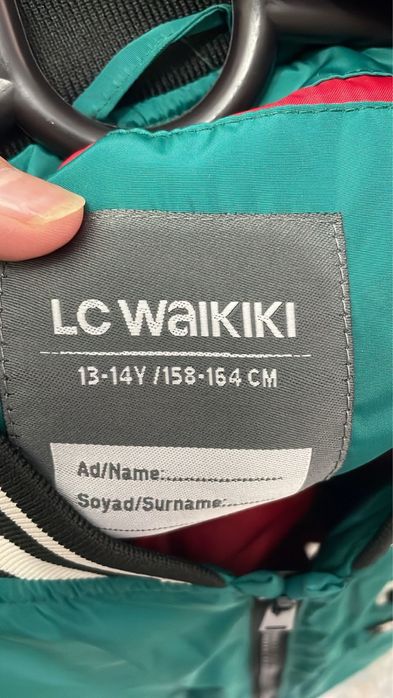 LC WAIKIKI
13-14Y /158-164 CM
Ad/Name:
Soyad/Surname: